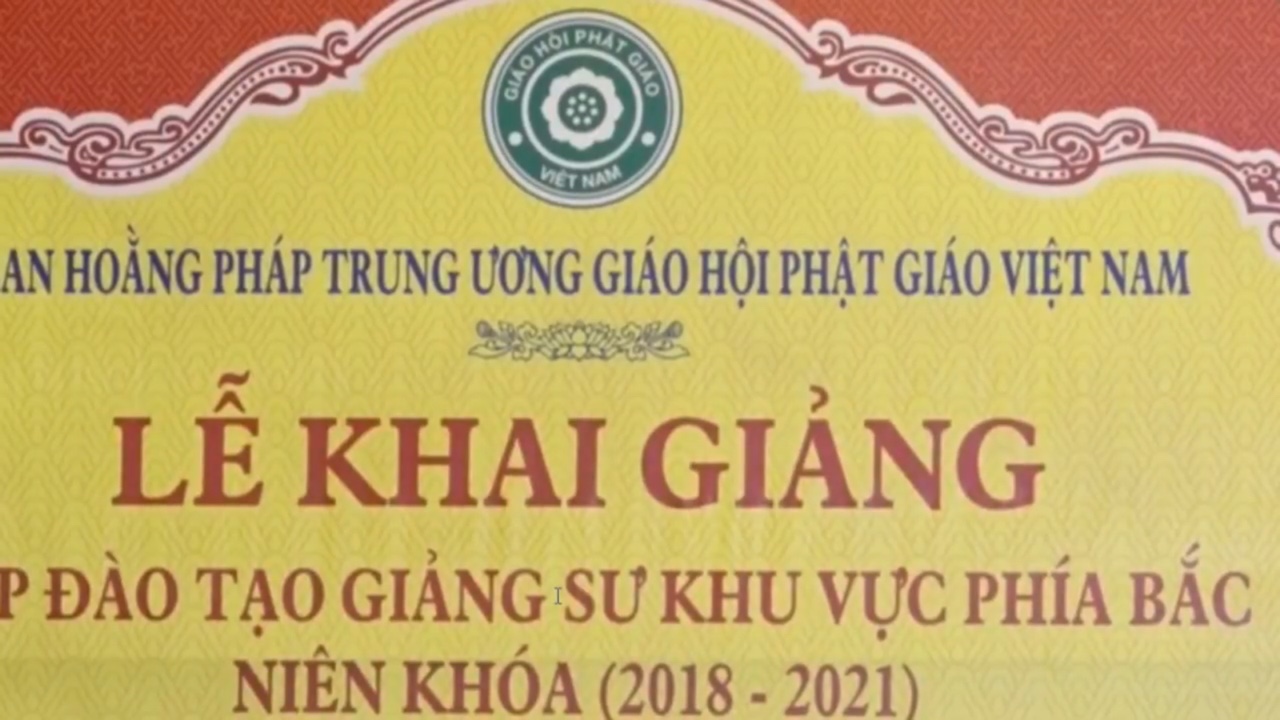 GIÁO HỘI PHẬT GIÁO
VIỆT NAM
AN HOẰNG PHÁP TRUNG ƯƠNG GIÁO HỘI PHẬT GIÁO VIỆT NAM
LỄ KHAI GIẢNG
P ĐÀO TẠO GIẢNG SƯ KHU VỰC PHÍA BẮC
NIÊN KHÓA (2018 - 2021)